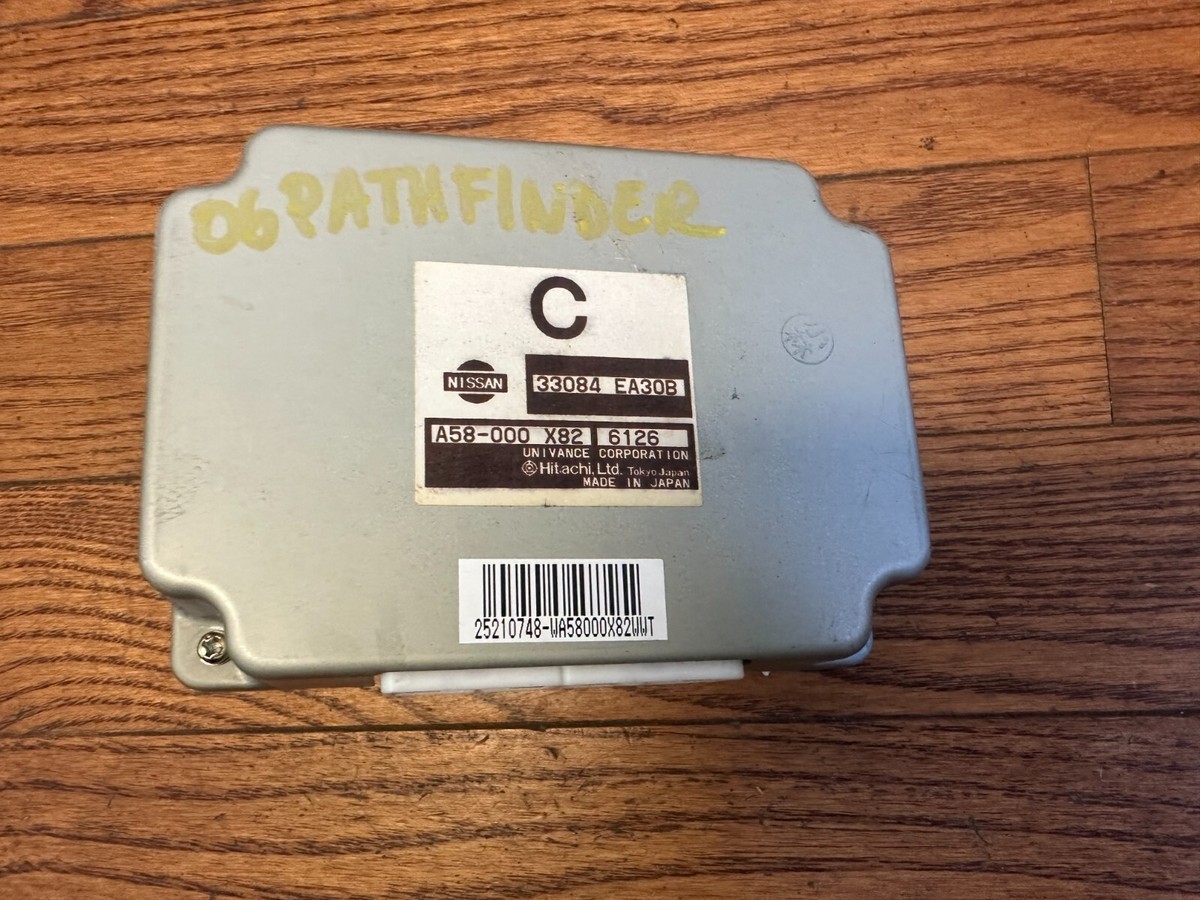 06 PATHFINDER
C
NISSAN
33084 EA30B
A58-000 X82 6126
UNIVANCE CORPORATION
Hitachi, Ltd. Tokyo Japan
MADE IN JAPAN
25210748-WA58000X82WWT